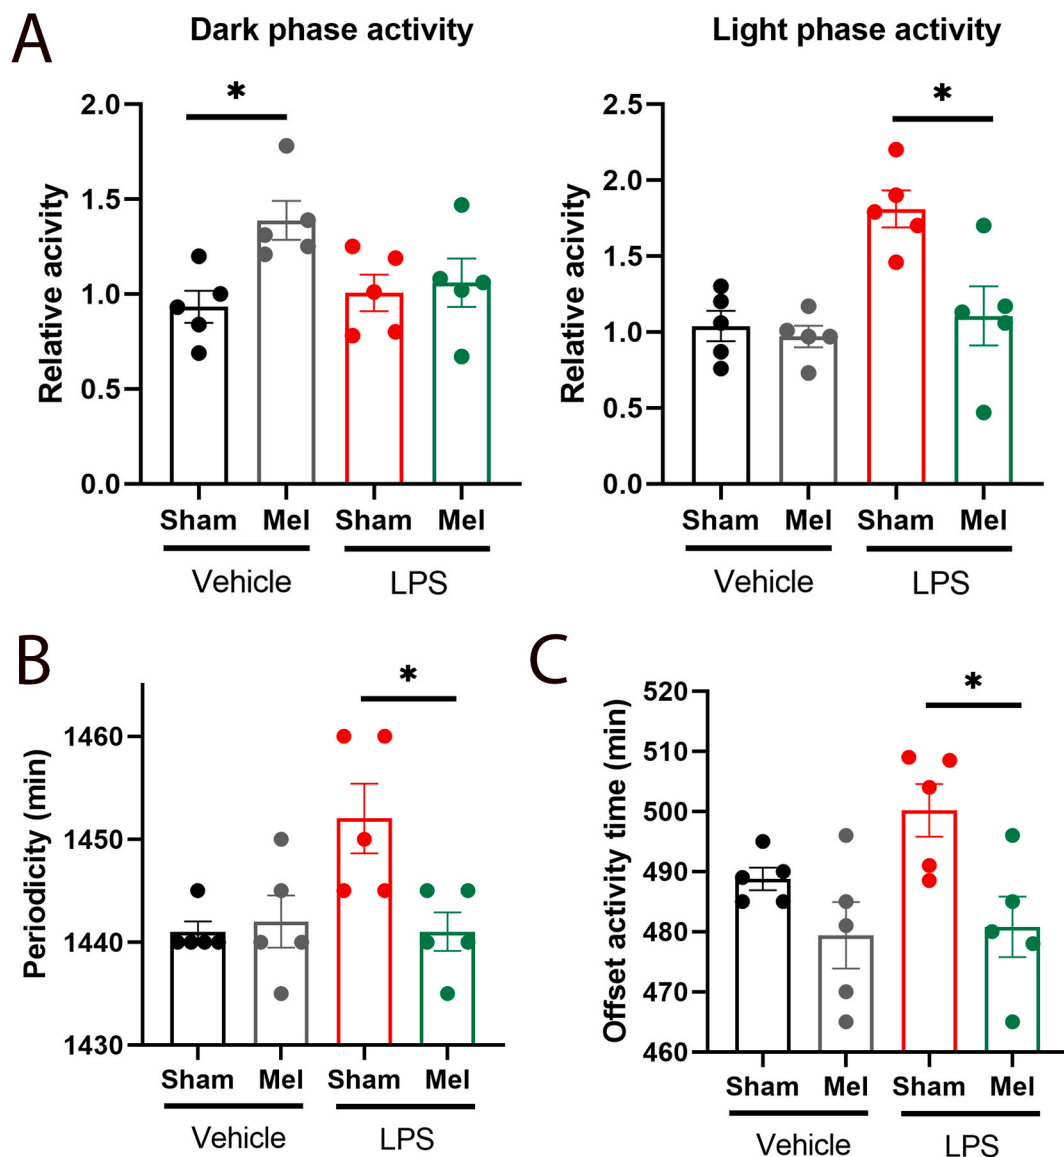 A
Dark phase activity
Light phase activity
*
*
2.0
1.5
1.0
0.5
0.0
Relative acivity
Sham Mel Sham Mel
Vehicle LPS
2.5
2.0
1.5
1.0
0.5
0.0
Relative acivity
Sham Mel Sham Mel
Vehicle LPS
B
*
1460
1450
1440
1430
Periodicity (min)
Sham Mel Sham Mel
Vehicle LPS
C
*
520
510
500
490
480
470
460
Offset activity time (min)
Sham Mel Sham Mel
Vehicle LPS